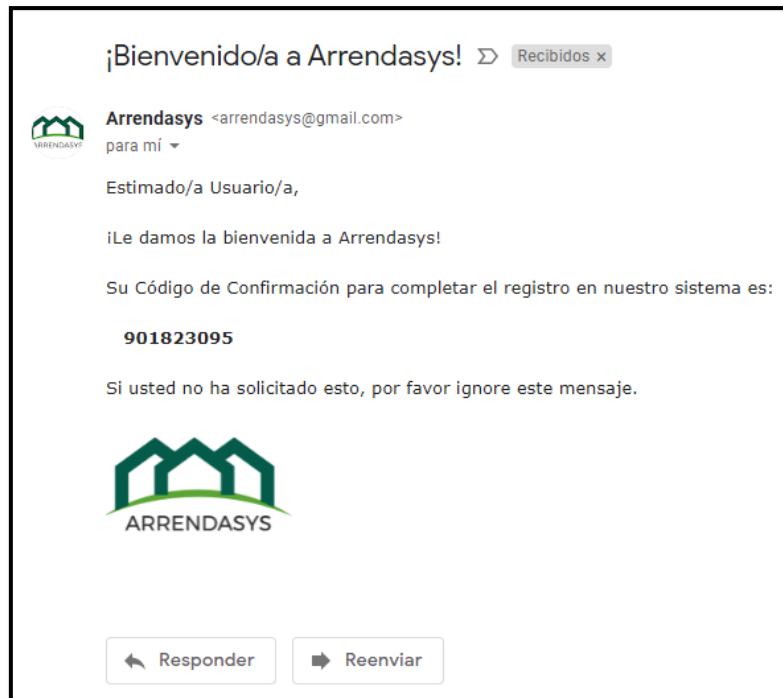 ¡Bienvenido/a a Arrendasys! Recibidos x
Arrendasys <arrendasys@gmail.com>
ARRENDASYS
para mí
Estimado/a Usuario/a,
¡Le damos la bienvenida a Arrendasys!
Su Código de Confirmación para completar el registro en nuestro sistema es:
901823095
Si usted no ha solicitado esto, por favor ignore este mensaje.
ARRENDASYS
Responder Reenviar